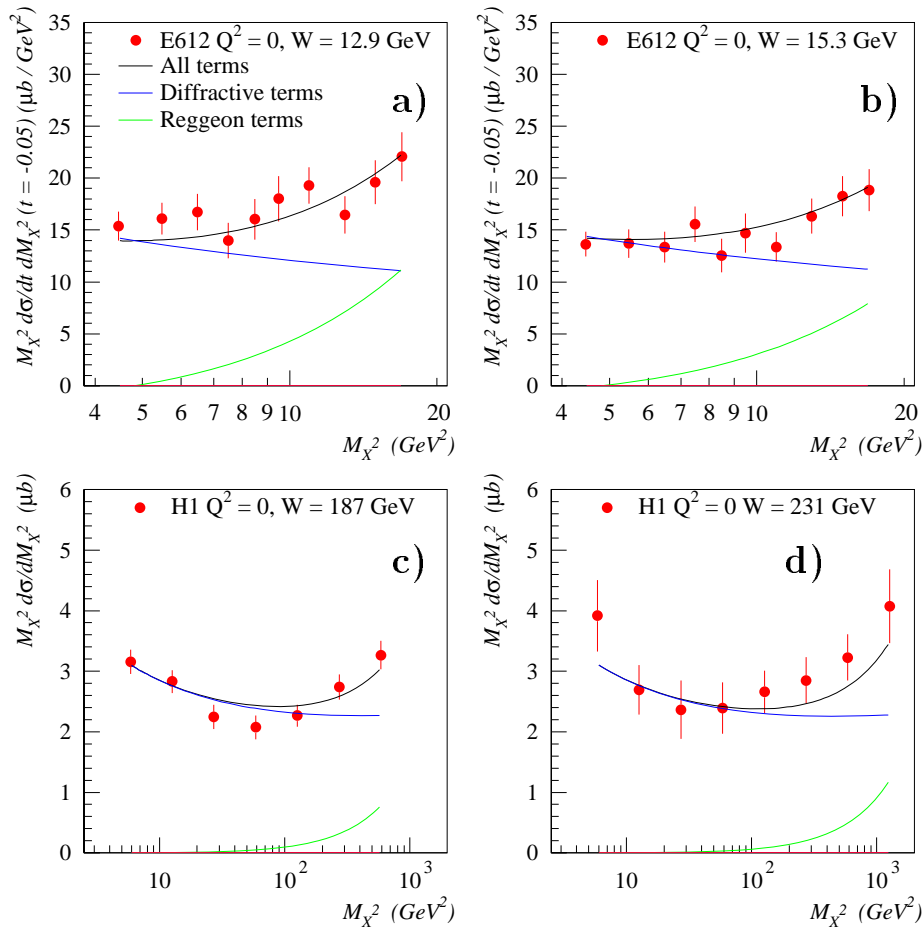 M_X² dσ/dt dM_X² (t = -0.05) (μb / GeV²)
35
30
25
20
15
10
5
0
E612 Q² = 0, W = 12.9 GeV
All terms
Diffractive terms
Reggeon terms
a)
4 5 6 7 8 9 10 20
M_X² (GeV²)
M_X² dσ/dt dM_X² (t = -0.05) (μb / GeV²)
35
30
25
20
15
10
5
0
E612 Q² = 0, W = 15.3 GeV
b)
4 5 6 7 8 9 10 20
M_X² (GeV²)
M_X² dσ/dM_X² (μb)
6
5
4
3
2
1
0
H1 Q² = 0, W = 187 GeV
c)
10 10² 10³
M_X² (GeV²)
M_X² dσ/dM_X² (μb)
6
5
4
3
2
1
0
H1 Q² = 0 W = 231 GeV
d)
10 10² 10³
M_X² (GeV²)